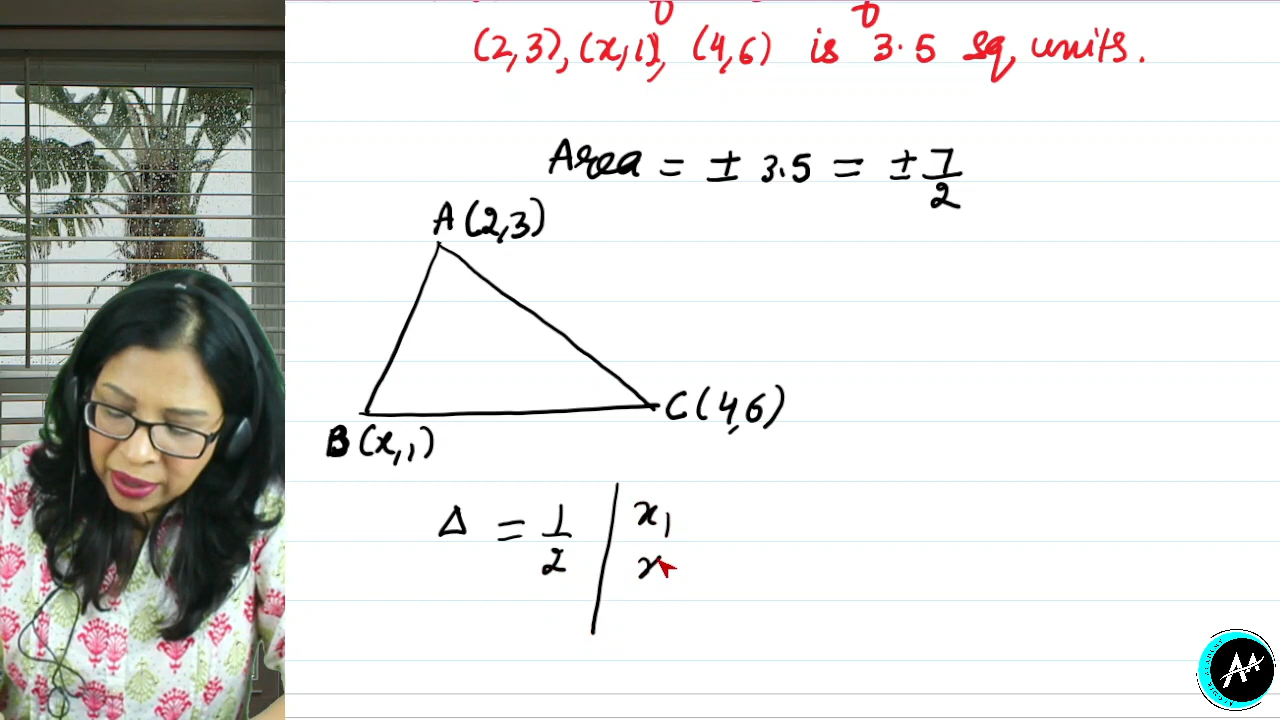 (2,3), (x,1), (4,6) is 3.5 sq units.
Area = ± 3.5 = ± 7/2
A (2,3)
C (4,6)
B (x,1)
Δ = 1/2 | x1
x
A+